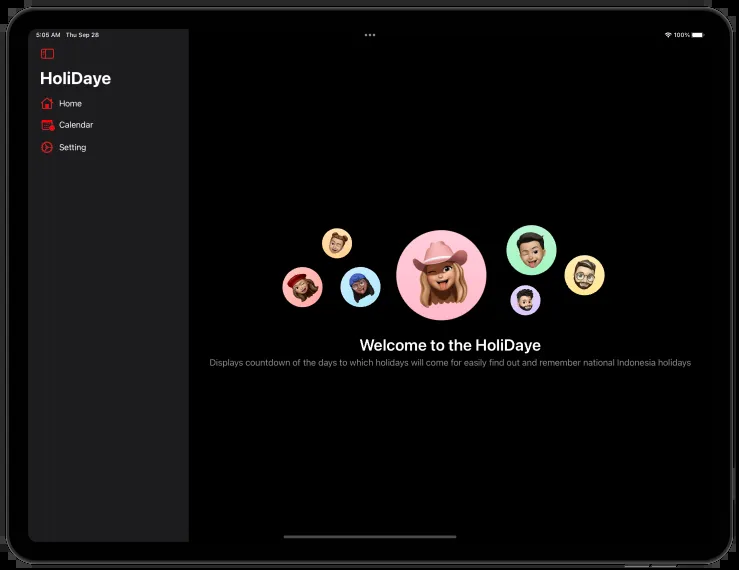 5:05 AM Thu Sep 28
100%
HoliDaye
Home
Calendar
Setting
Welcome to the HoliDaye
Displays countdown of the days to which holidays will come for easily find out and remember national Indonesia holidays